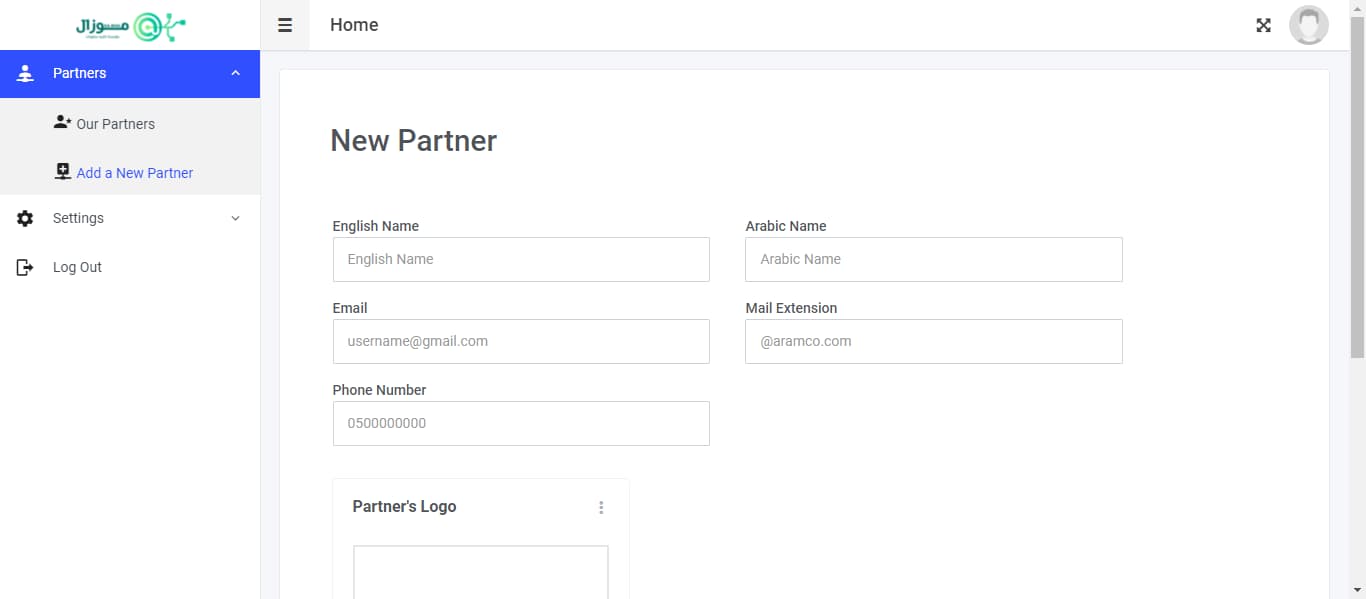 موزال
Home
Partners
Our Partners
Add a New Partner
Settings
Log Out
New Partner
English Name
Arabic Name
English Name
Arabic Name
Email
Mail Extension
username@gmail.com
@aramco.com
Phone Number
0500000000
Partner's Logo